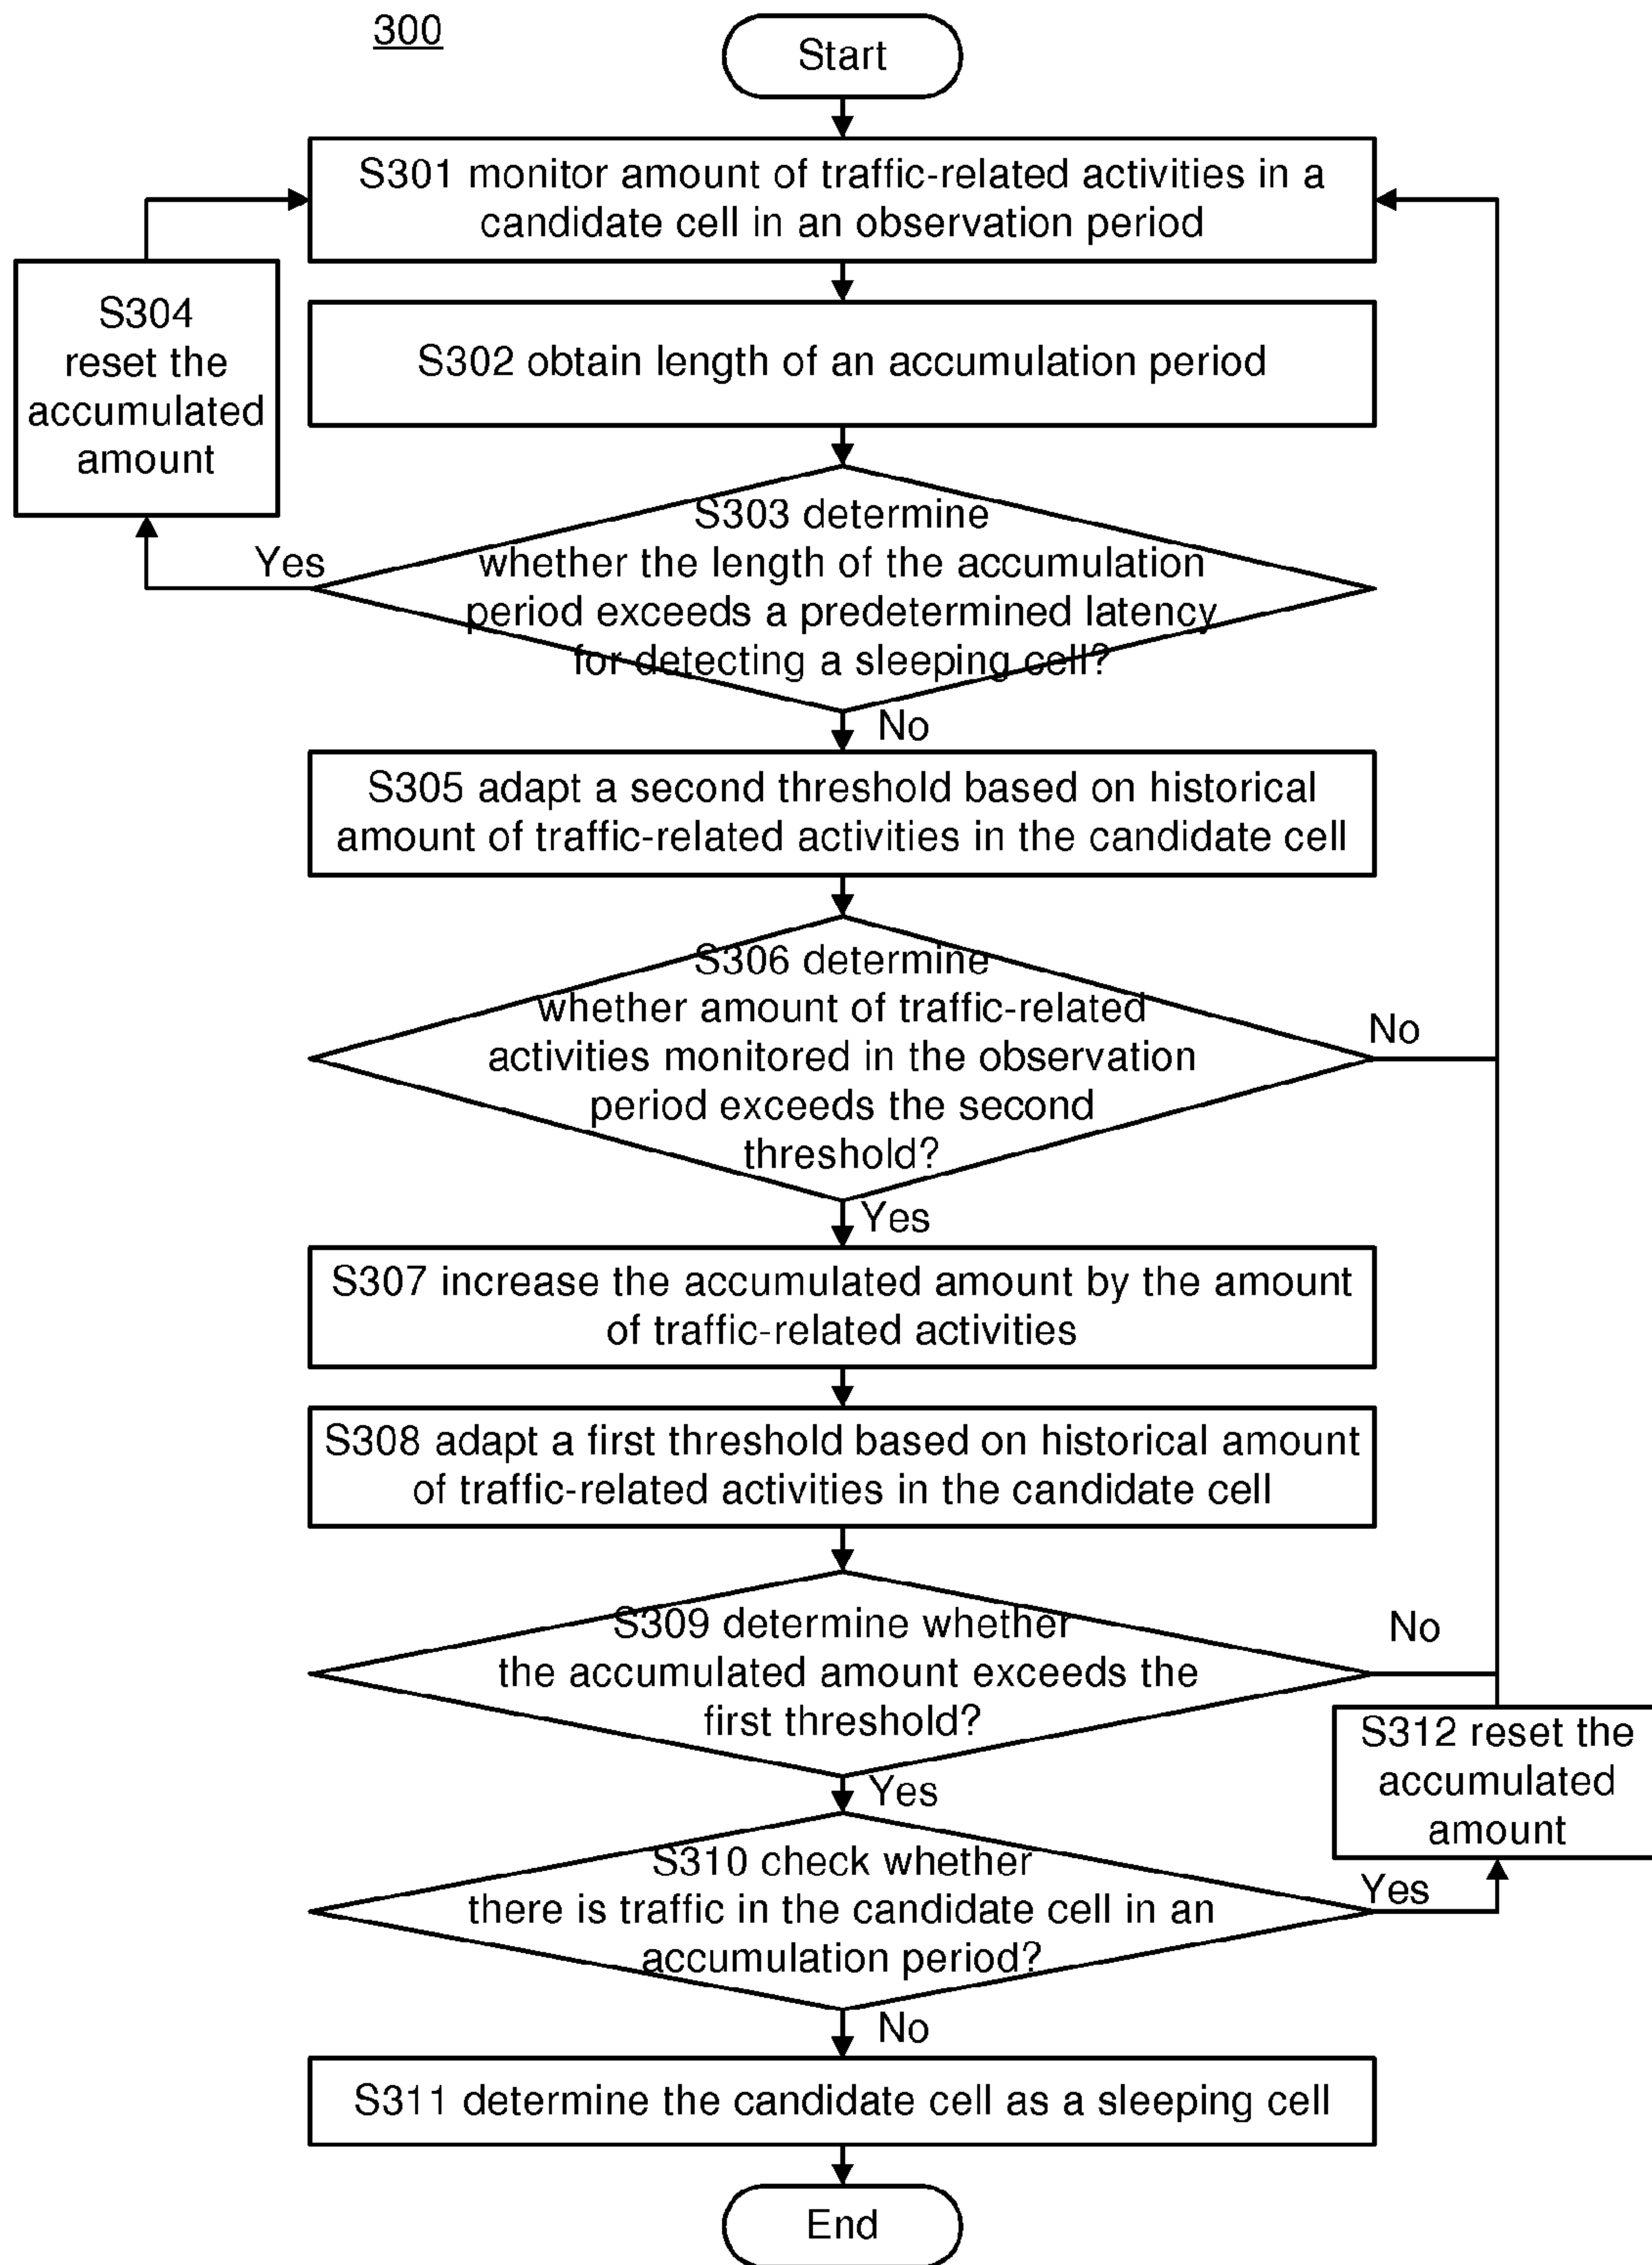 300
Start
S301 monitor amount of traffic-related activities in a
candidate cell in an observation period
S304
reset the
accumulated
amount
S302 obtain length of an accumulation period
S303 determine
whether the length of the accumulation
period exceeds a predetermined latency
for detecting a sleeping cell?
Yes
No
S305 adapt a second threshold based on historical
amount of traffic-related activities in the candidate cell
S306 determine
whether amount of traffic-related
activities monitored in the observation
period exceeds the second
threshold?
No
Yes
S307 increase the accumulated amount by the amount
of traffic-related activities
S308 adapt a first threshold based on historical amount
of traffic-related activities in the candidate cell
S309 determine whether
the accumulated amount exceeds the
first threshold?
No
Yes
S312 reset the
accumulated
amount
S310 check whether
there is traffic in the candidate cell in an
accumulation period?
Yes
No
S311 determine the candidate cell as a sleeping cell
End